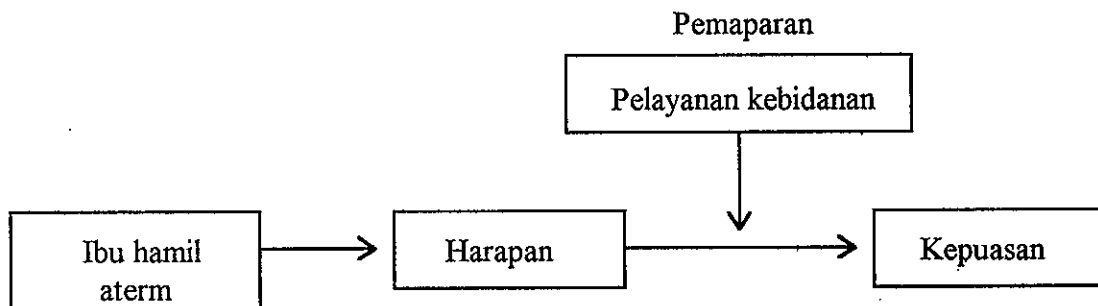 Pemaparan
Pelayanan kebidanan
Ibu hamil
aterm
Harapan
Kepuasan